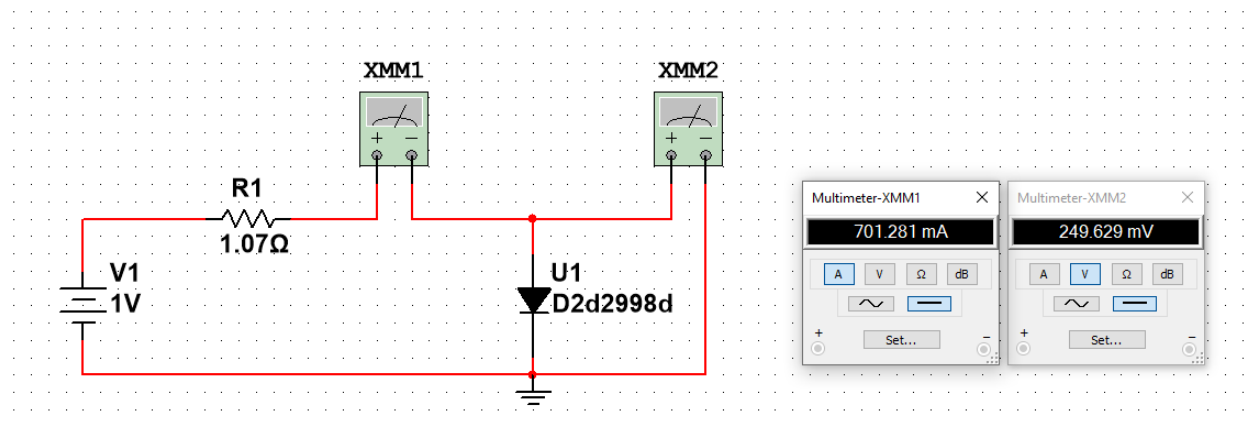 XMM1
XMM2
R1
1.07Ω
V1
1V
U1
D2d2998d
+ −
+ −
Multimeter-XMM1
701.281 mA
A V Ω dB
+ Set... −
Multimeter-XMM2
249.629 mV
A V Ω dB
+ Set... −